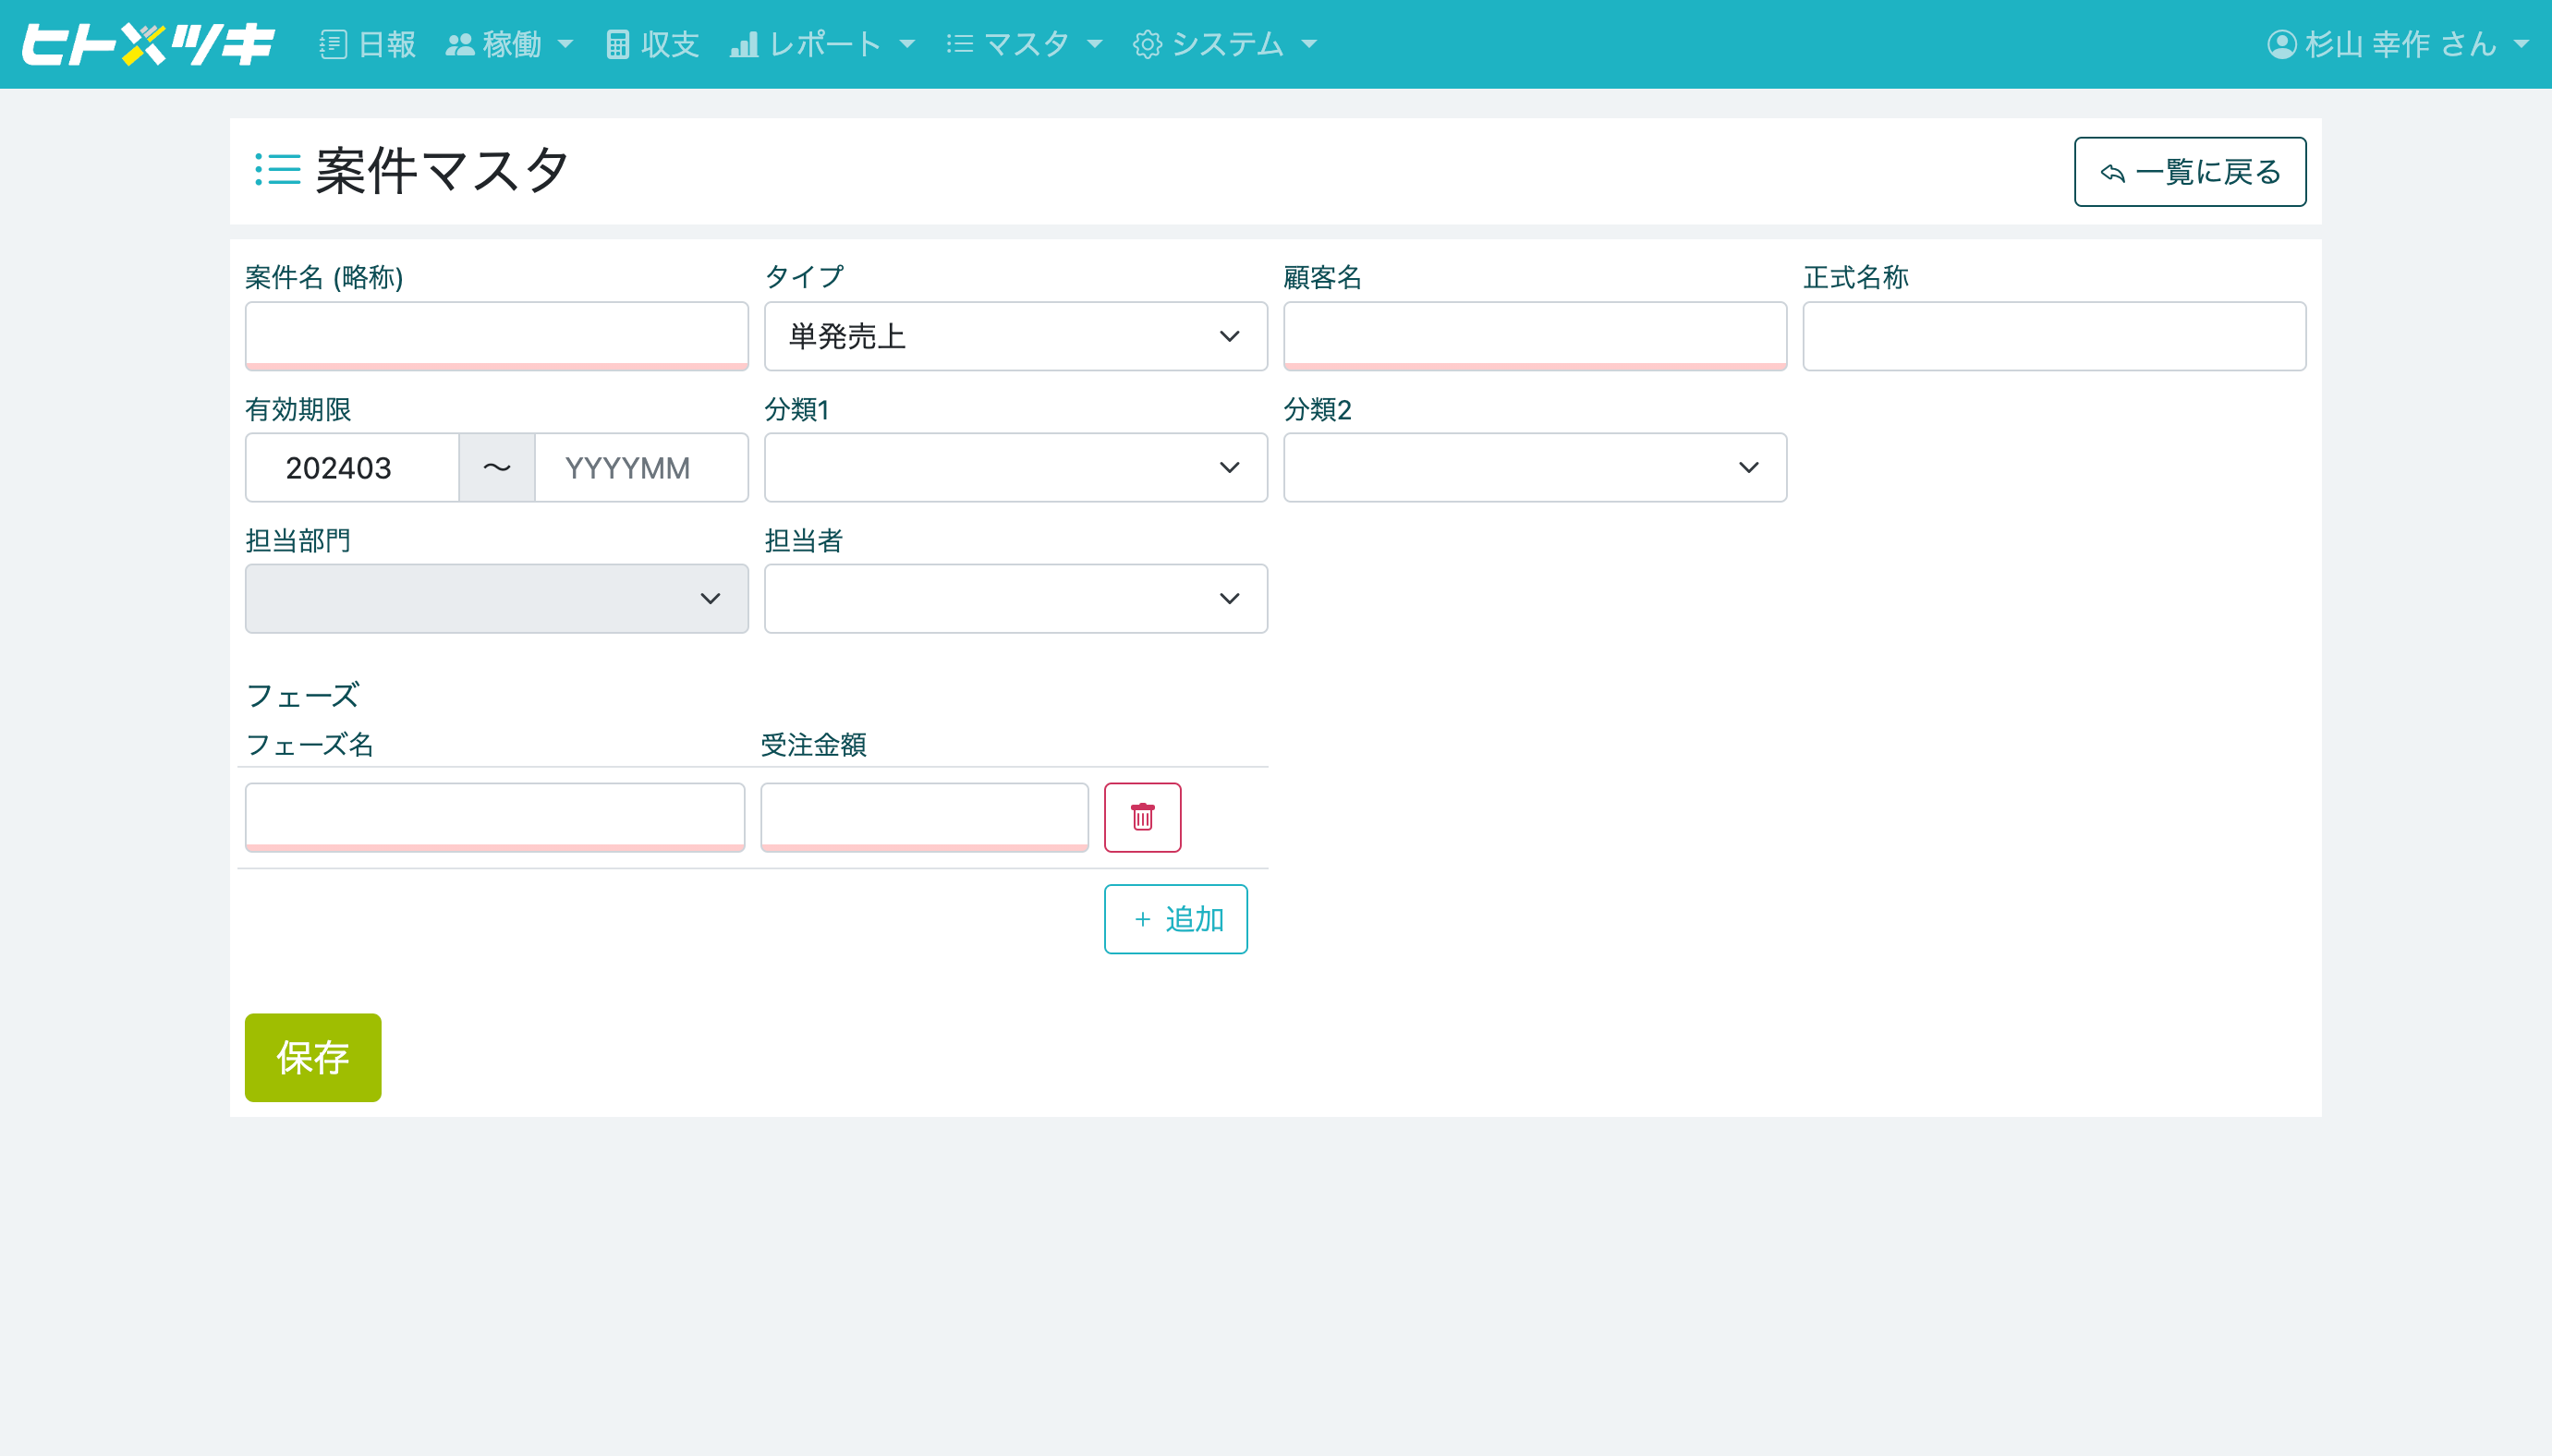 ヒトメツキ 日報 稼働 収支 レポート マスタ システム 杉山 幸作 さん
案件マスタ 一覧に戻る
案件名 (略称) タイプ 顧客名 正式名称
単発売上
有効期限 分類1 分類2
202403 〜 YYYYMM
担当部門 担当者
フェーズ
フェーズ名 受注金額
+ 追加
保存